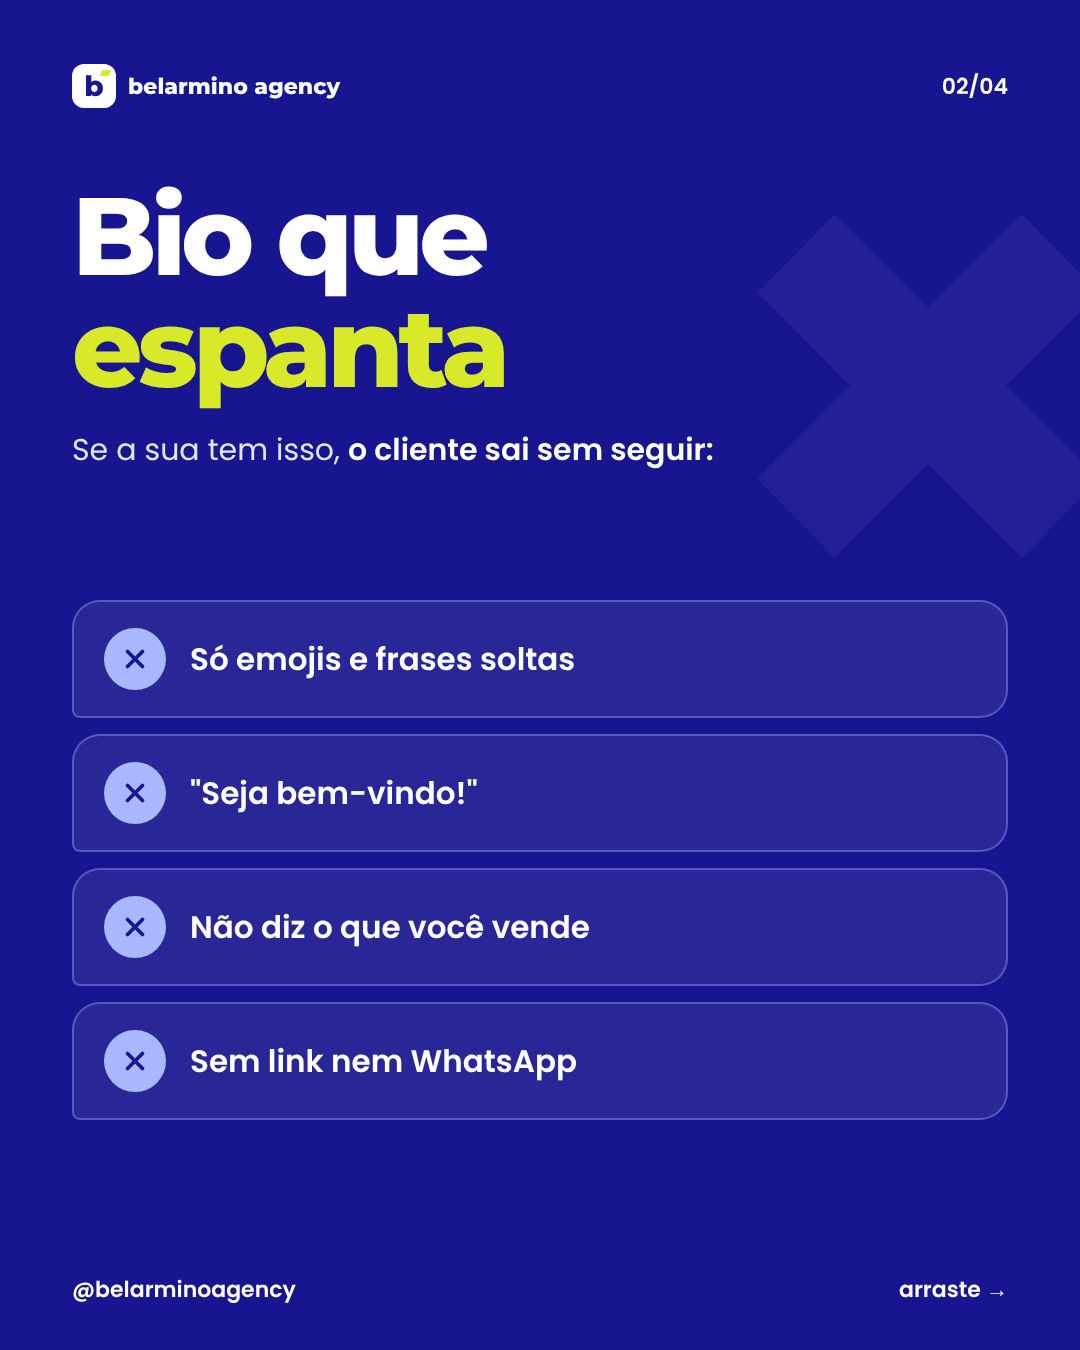 b belarmino agency
02/04
Bio que
espanta
Se a sua tem isso, o cliente sai sem seguir:
Só emojis e frases soltas
"Seja bem-vindo!"
Não diz o que você vende
Sem link nem WhatsApp
@belarminoagency
arraste →